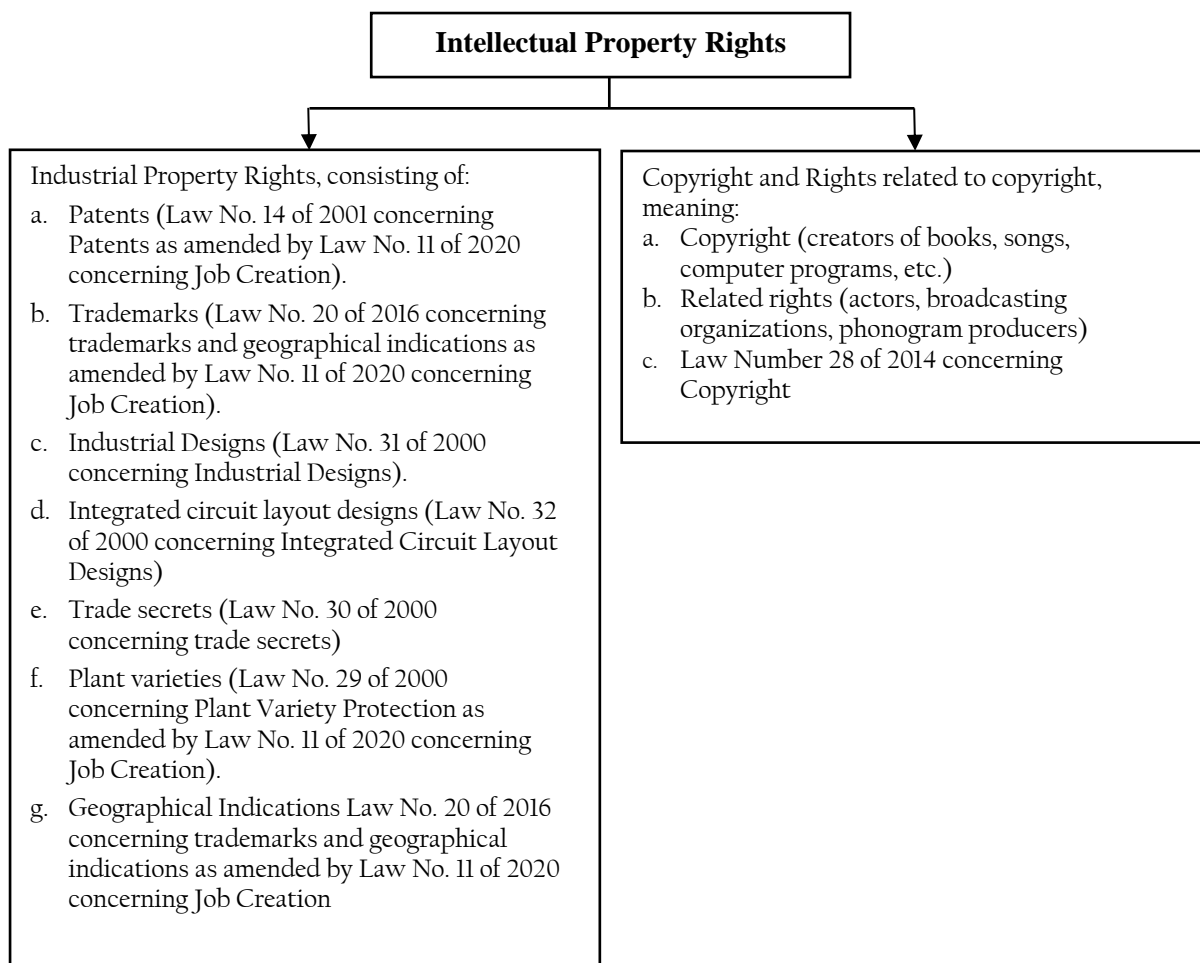 Intellectual Property Rights
Industrial Property Rights, consisting of:
a. Patents (Law No. 14 of 2001 concerning
Patents as amended by Law No. 11 of 2020
concerning Job Creation).
b. Trademarks (Law No. 20 of 2016 concerning
trademarks and geographical indications as
amended by Law No. 11 of 2020 concerning
Job Creation).
c. Industrial Designs (Law No. 31 of 2000
concerning Industrial Designs).
d. Integrated circuit layout designs (Law No. 32
of 2000 concerning Integrated Circuit Layout
Designs)
e. Trade secrets (Law No. 30 of 2000
concerning trade secrets)
f. Plant varieties (Law No. 29 of 2000
concerning Plant Variety Protection as
amended by Law No. 11 of 2020 concerning
Job Creation).
g. Geographical Indications Law No. 20 of 2016
concerning trademarks and geographical
indications as amended by Law No. 11 of 2020
concerning Job Creation
Copyright and Rights related to copyright,
meaning:
a. Copyright (creators of books, songs,
computer programs, etc.)
b. Related rights (actors, broadcasting
organizations, phonogram producers)
c. Law Number 28 of 2014 concerning
Copyright